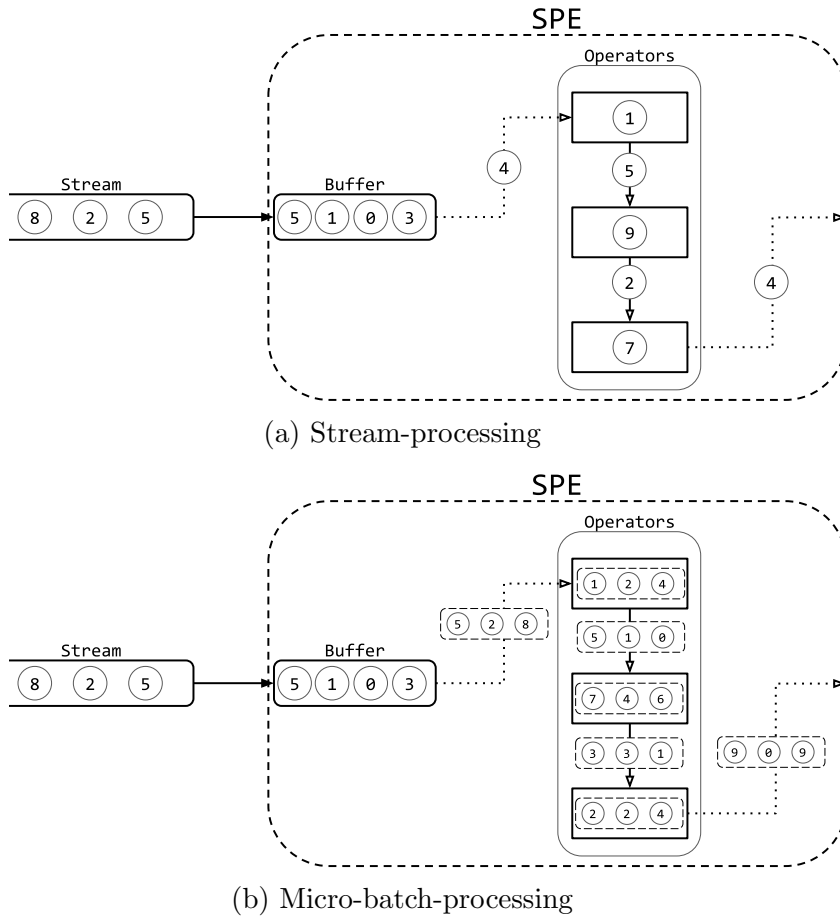 SPE
Operators
1
4
5
Stream
Buffer
8 2 5
5 1 0 3
9
2
4
7
(a) Stream-processing
SPE
Operators
1 2 4
5 2 8
5 1 0
Stream
Buffer
8 2 5
5 1 0 3
7 4 6
3 3 1
9 0 9
2 2 4
(b) Micro-batch-processing